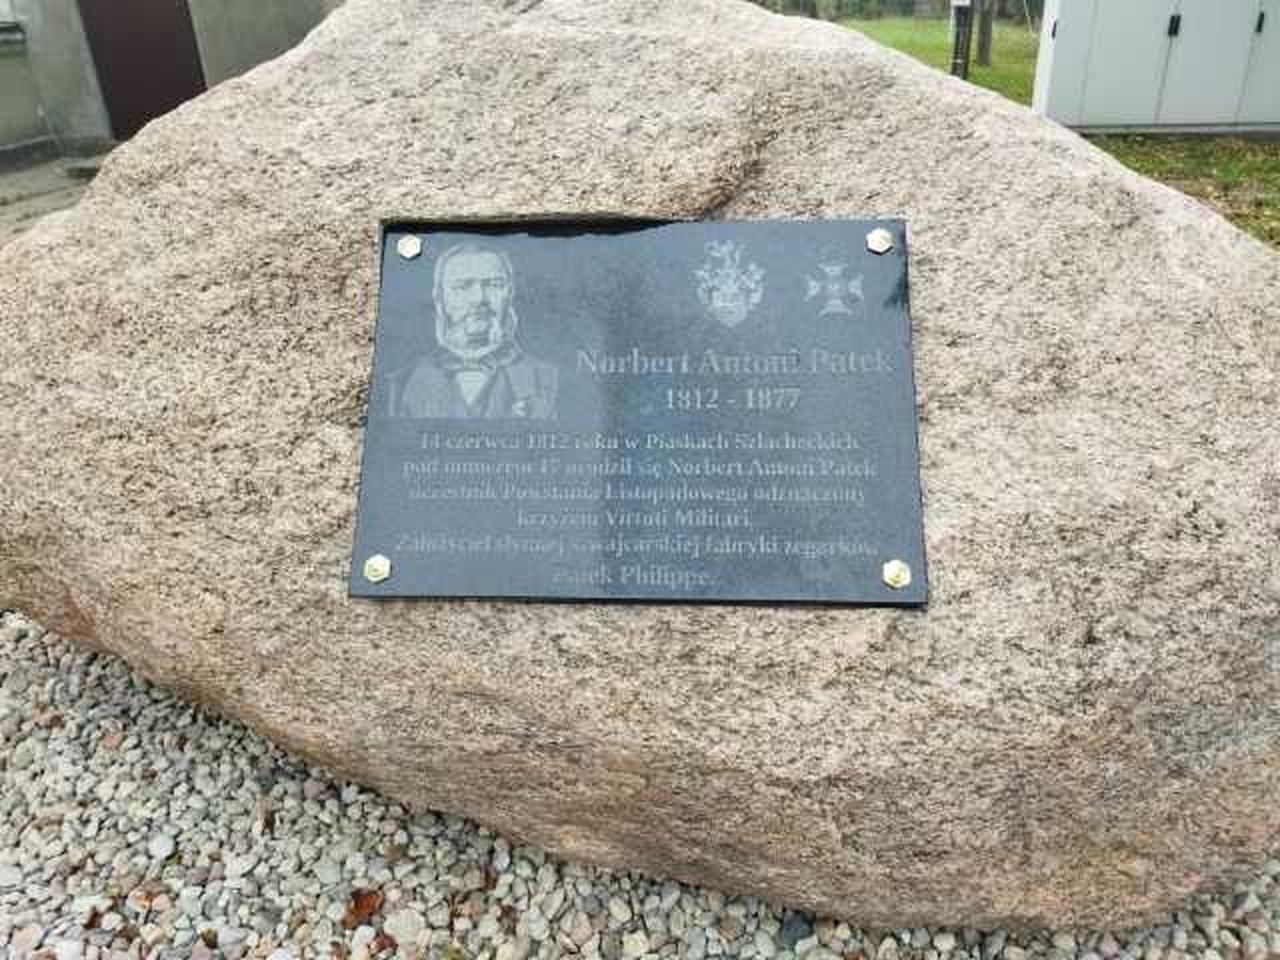 Norbert Antoni Patek
1812 - 1877
14 czerwca 1812 roku w Piaskach Szlacheckich
pod numerem 17 urodził się Norbert Antoni Patek
uczestnik Powstania Listopadowego odznaczony
krzyżem Virtuti Militari.
Założyciel słynnej szwajcarskiej fabryki zegarków
Patek Philippe.